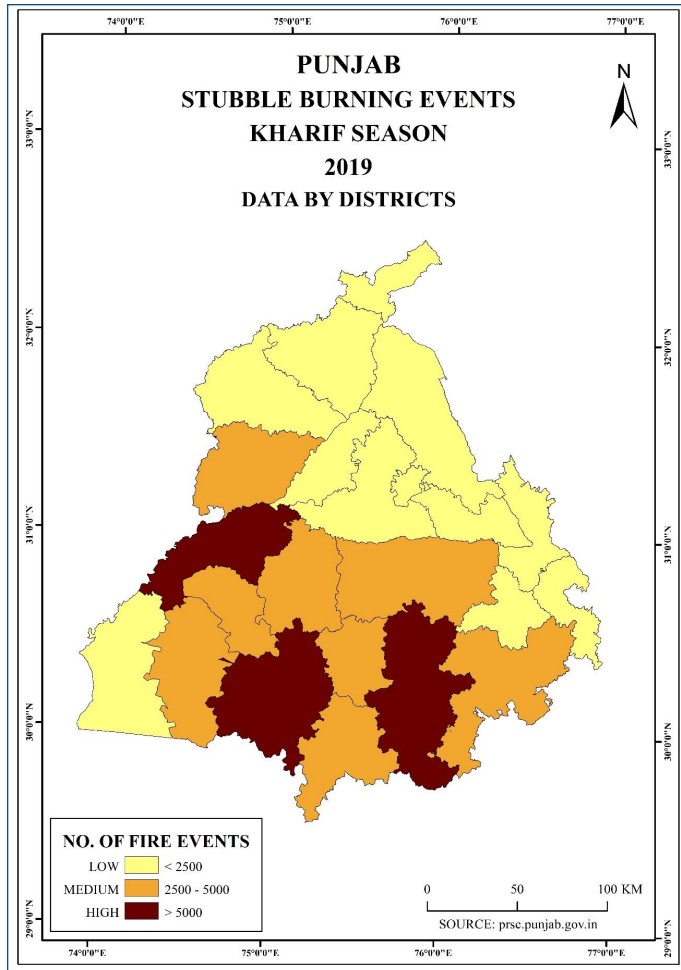 74°0'0"E 75°0'0"E 76°0'0"E 77°0'0"E
PUNJAB
STUBBLE BURNING EVENTS
KHARIF SEASON
2019
DATA BY DISTRICTS
N
33°0'0"N 33°0'0"N
32°0'0"N 32°0'0"N
31°0'0"N 31°0'0"N
30°0'0"N 30°0'0"N
NO. OF FIRE EVENTS
LOW < 2500
MEDIUM 2500 - 5000
HIGH > 5000
0 50 100 KM
SOURCE: prsc.punjab.gov.in
29°0'0"N 29°0'0"N
74°0'0"E 75°0'0"E 76°0'0"E 77°0'0"E